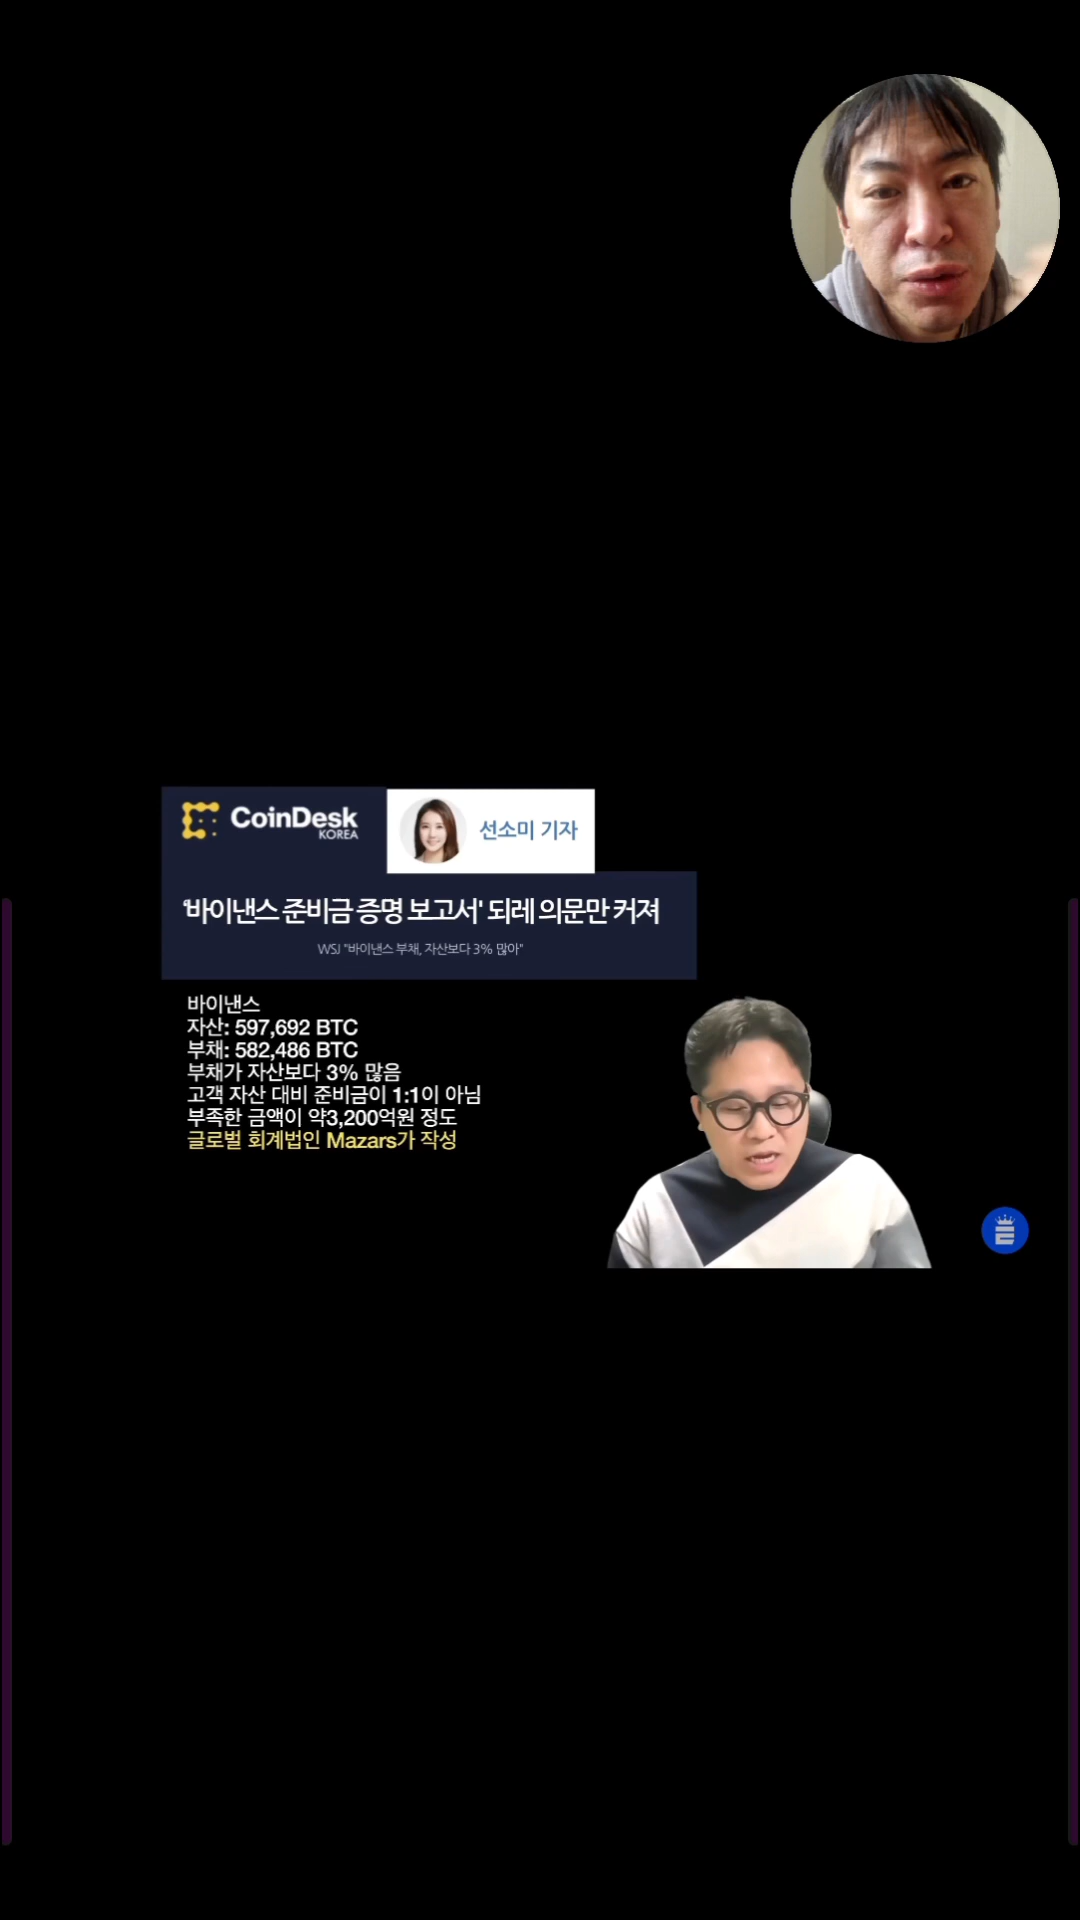 CoinDesk
KOREA
선소미 기자
'바이낸스 준비금 증명 보고서' 되레 의문만 커져
WSJ "바이낸스 부채, 자산보다 3% 많아"
바이낸스
자산: 597,692 BTC
부채: 582,486 BTC
부채가 자산보다 3% 많음
고객 자산 대비 준비금이 1:1이 아님
부족한 금액이 약3,200억원 정도
글로벌 회계법인 Mazars가 작성